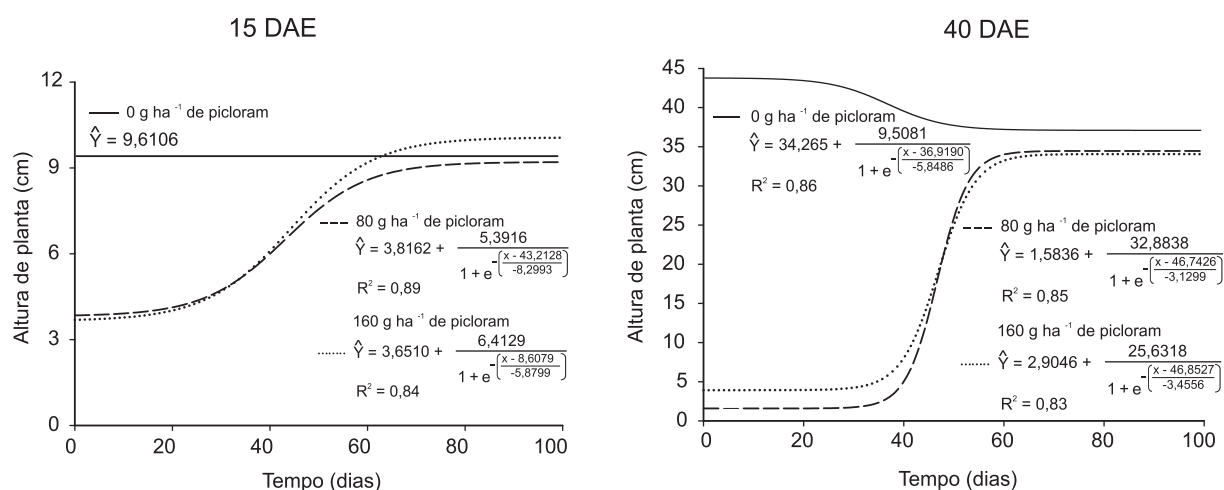 15 DAE
Altura de planta (cm)
12
9
6
3
0
0 g ha ⁻¹ de picloram
Ŷ = 9,6106
80 g ha ⁻¹ de picloram
Ŷ = 3,8162 + 5,3916 / 1 + e^-(x - 43,2128 / -8,2993)
R² = 0,89
160 g ha ⁻¹ de picloram
Ŷ = 3,6510 + 6,4129 / 1 + e^-(x - 8,6079 / -5,8799)
R² = 0,84
0 20 40 60 80 100
Tempo (dias)
40 DAE
Altura de planta (cm)
45
40
35
30
25
20
15
10
5
0
0 g ha ⁻¹ de picloram
Ŷ = 34,265 + 9,5081 / 1 + e^-(x - 36,9190 / -5,8486)
R² = 0,86
80 g ha ⁻¹ de picloram
Ŷ = 1,5836 + 32,8838 / 1 + e^-(x - 46,7426 / -3,1299)
R² = 0,85
160 g ha ⁻¹ de picloram
Ŷ = 2,9046 + 25,6318 / 1 + e^-(x - 46,8527 / -3,4556)
R² = 0,83
0 20 40 60 80 100
Tempo (dias)